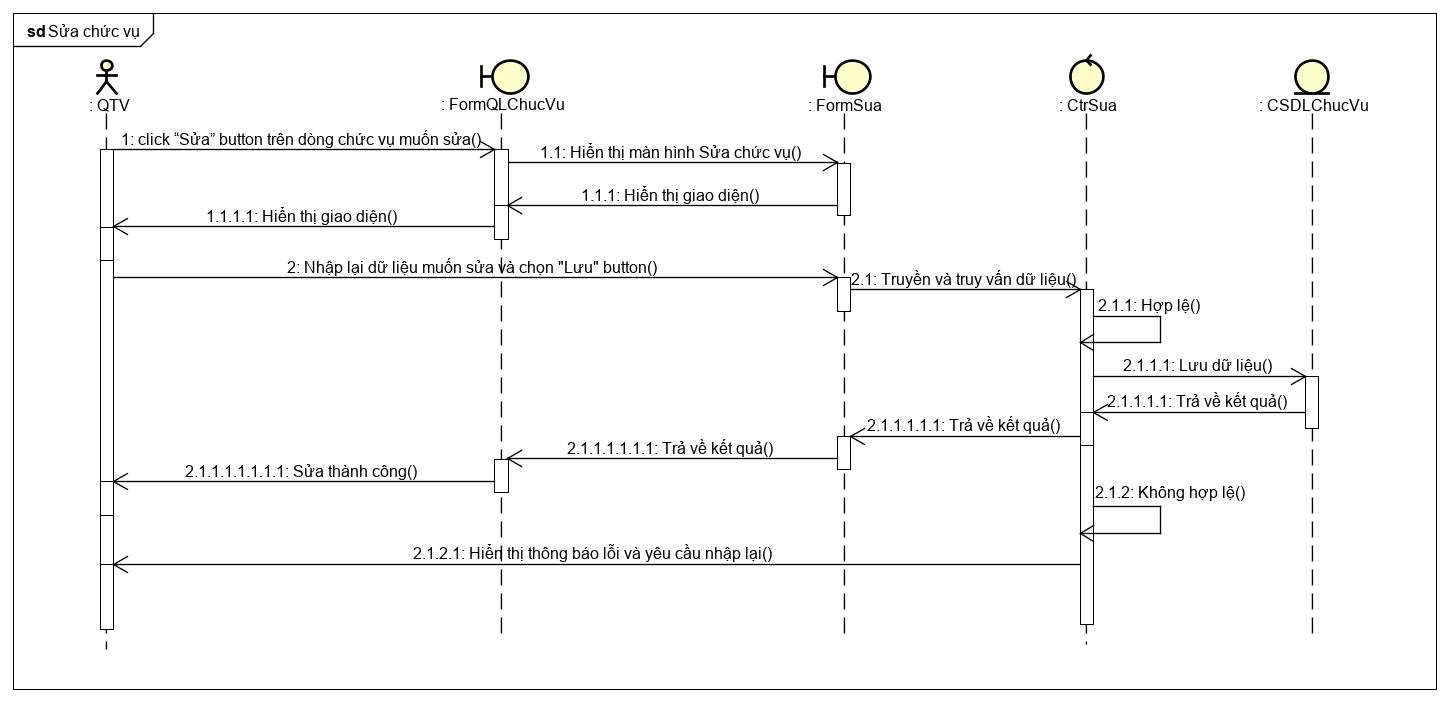 sd Sửa chức vụ
: QTV
: FormQLChucVu
: FormSua
: CtrSua
: CSDLChucVu
1: click “Sửa” button trên dòng chức vụ muốn sửa()
1.1: Hiển thị màn hình Sửa chức vụ()
1.1.1: Hiển thị giao diện()
1.1.1.1: Hiển thị giao diện()
2: Nhập lại dữ liệu muốn sửa và chọn "Lưu" button()
2.1: Truyền và truy vấn dữ liệu()
2.1.1: Hợp lệ()
2.1.1.1: Lưu dữ liệu()
2.1.1.1.1: Trả về kết quả()
2.1.1.1.1.1: Trả về kết quả()
2.1.1.1.1.1.1: Trả về kết quả()
2.1.1.1.1.1.1.1: Sửa thành công()
2.1.2: Không hợp lệ()
2.1.2.1: Hiển thị thông báo lỗi và yêu cầu nhập lại()